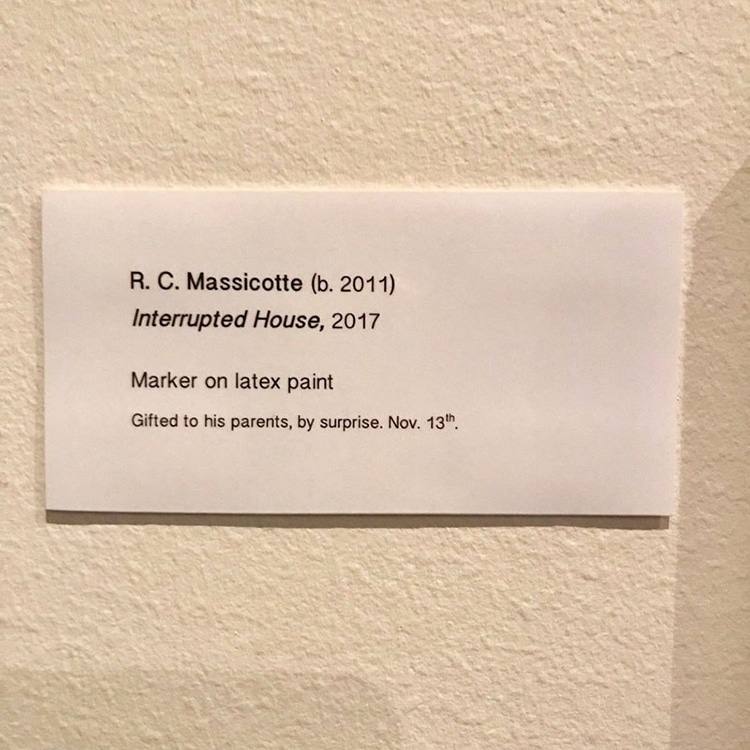 R. C. Massicotte (b. 2011)
Interrupted House, 2017
Marker on latex paint
Gifted to his parents, by surprise. Nov. 13th.